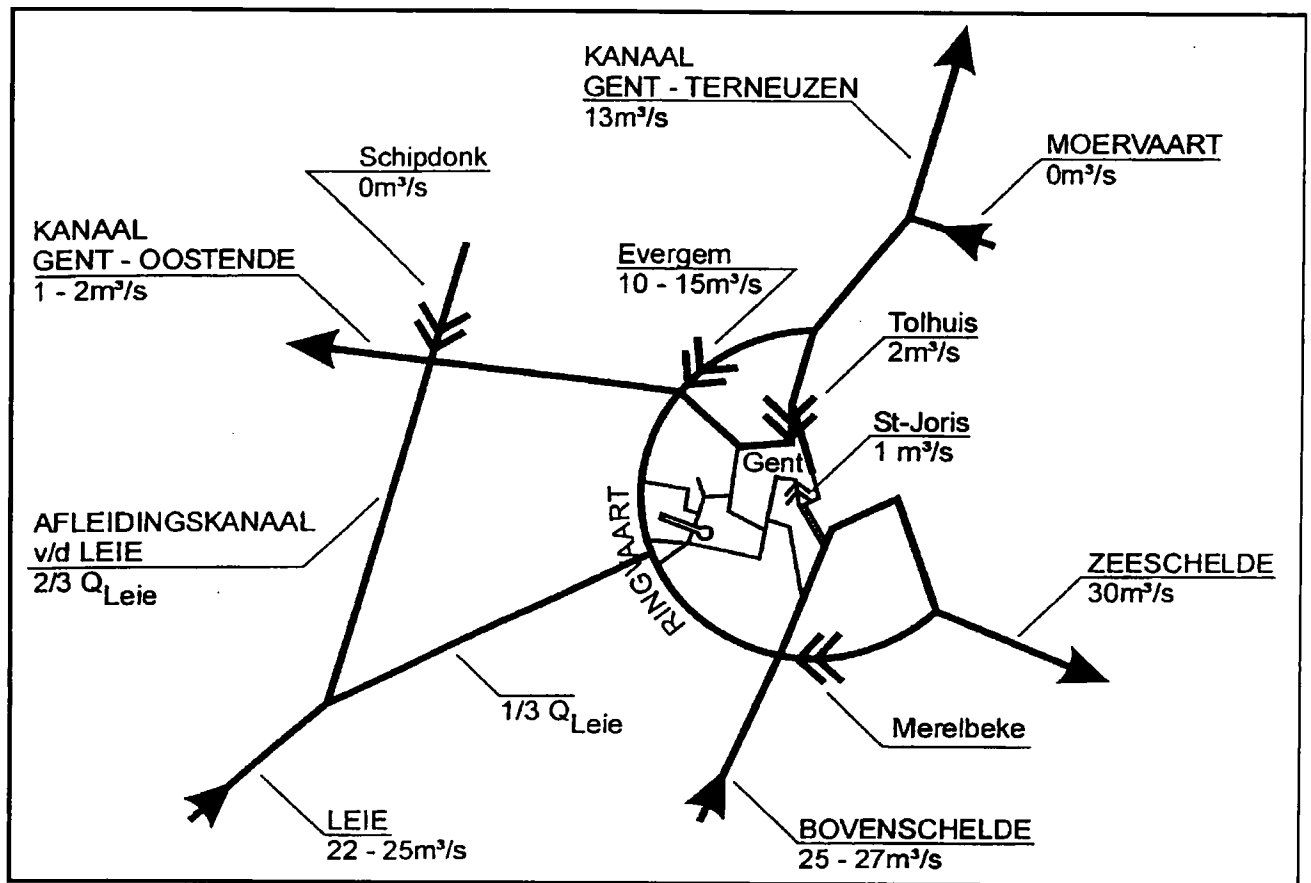 KANAAL
GENT - TERNEUZEN
13m³/s
MOERVAART
0m³/s
Schipdonk
0m³/s
KANAAL
GENT - OOSTENDE
1 - 2m³/s
Evergem
10 - 15m³/s
Tolhuis
2m³/s
St-Joris
1 m³/s
Gent
AFLEIDINGSKANAAL
v/d LEIE
2/3 Q Leie
RINGVAART
ZEESCHELDE
30m³/s
1/3 Q Leie
Merelbeke
LEIE
22 - 25m³/s
BOVENSCHELDE
25 - 27m³/s